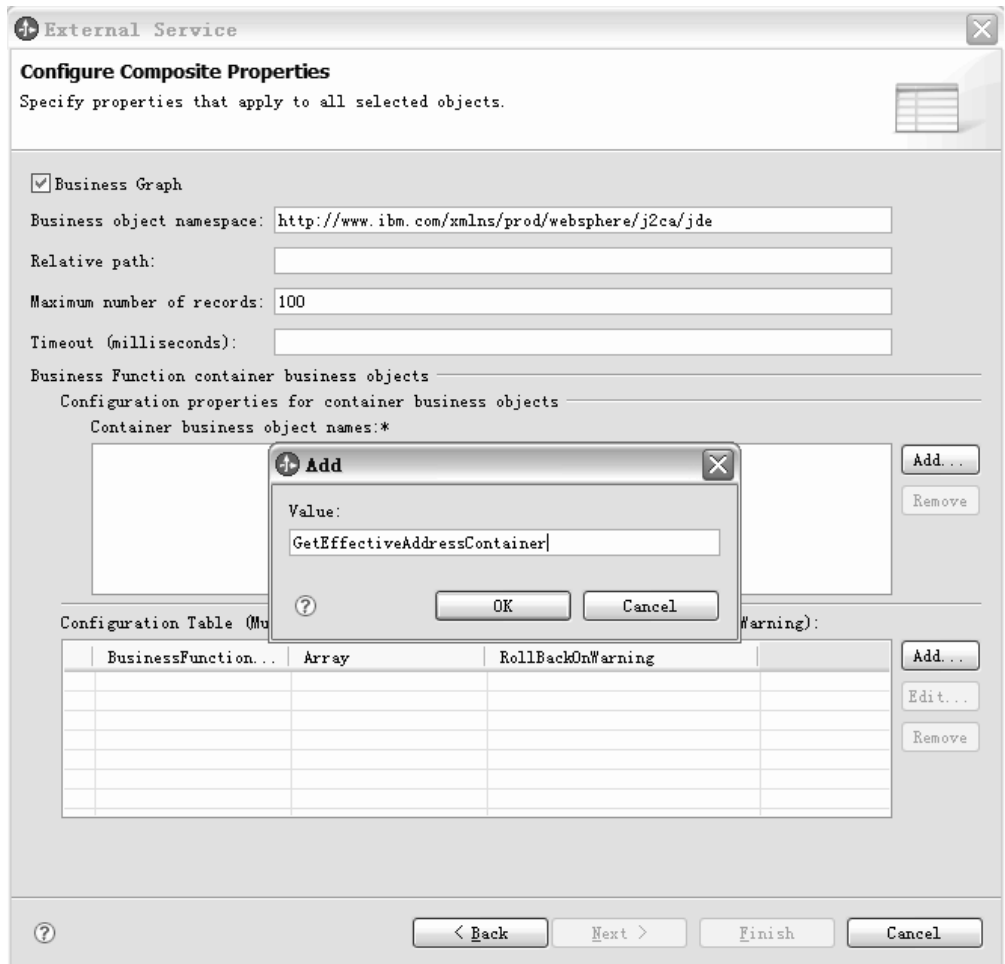 External Service
Configure Composite Properties
Specify properties that apply to all selected objects.
Business Graph
Business object namespace: http://www.ibm.com/xmlns/prod/websphere/j2ca/jde
Relative path:
Maximum number of records: 100
Timeout (milliseconds):
Business Function container business objects
Configuration properties for container business objects
Container business object names:*
Add...
Remove
Add
Value:
GetEffectiveAddressContainer
OK Cancel
Configuration Table (Mu Warning):
BusinessFunction... Array RollBackOnWarning
Add...
Edit...
Remove
< Back Next > Finish Cancel